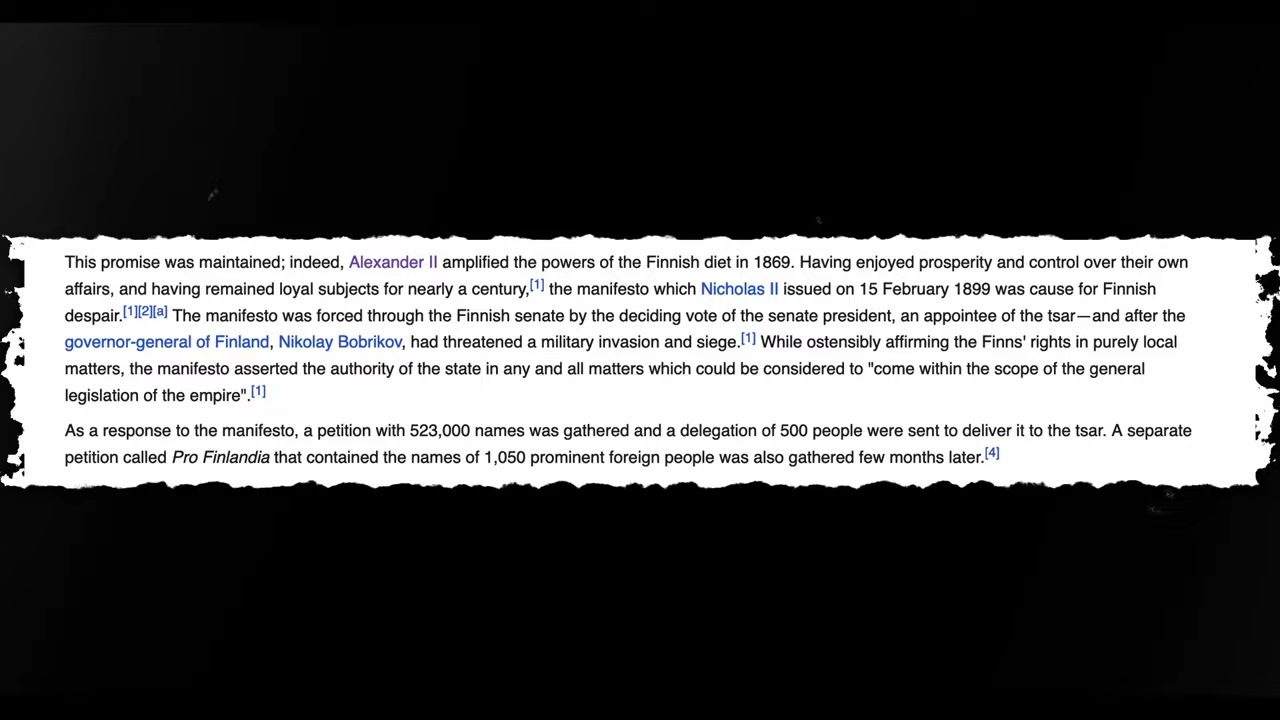 This promise was maintained; indeed, Alexander II amplified the powers of the Finnish diet in 1869. Having enjoyed prosperity and control over their own
affairs, and having remained loyal subjects for nearly a century,[1] the manifesto which Nicholas II issued on 15 February 1899 was cause for Finnish
despair.[1][2][a] The manifesto was forced through the Finnish senate by the deciding vote of the senate president, an appointee of the tsar—and after the
governor-general of Finland, Nikolay Bobrikov, had threatened a military invasion and siege.[1] While ostensibly affirming the Finns' rights in purely local
matters, the manifesto asserted the authority of the state in any and all matters which could be considered to "come within the scope of the general
legislation of the empire".[1]
As a response to the manifesto, a petition with 523,000 names was gathered and a delegation of 500 people were sent to deliver it to the tsar. A separate
petition called Pro Finlandia that contained the names of 1,050 prominent foreign people was also gathered few months later.[4]